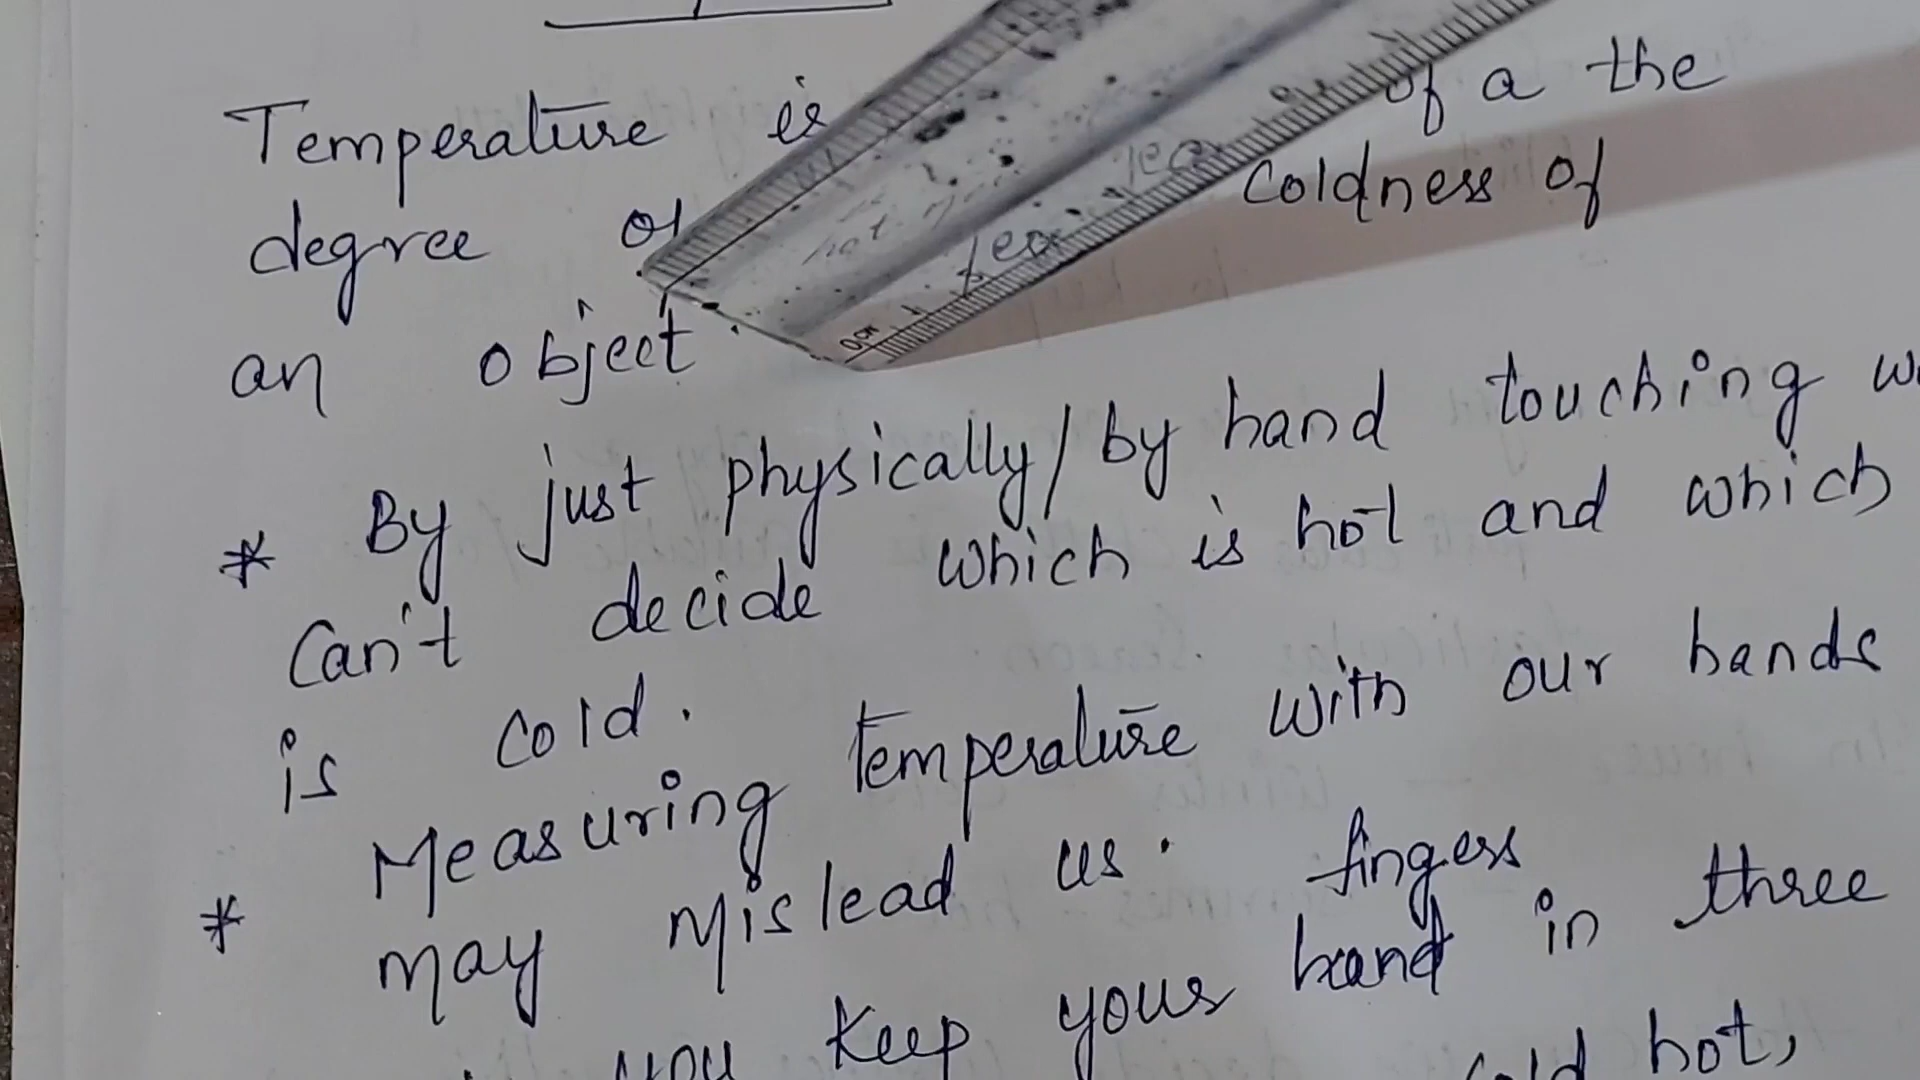 Temperature is of a the
degree of coldness of
an object.
* By just physically/by hand touching
Can't decide which is hot and which
is cold.
* Measuring temperature with our hands
may mislead us. fingers
you keep your hand in three
cold hot,